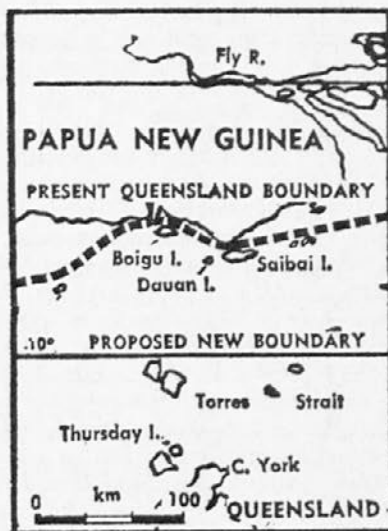 Fly R.
PAPUA NEW GUINEA
PRESENT QUEENSLAND BOUNDARY
Boigu I.
Saibai I.
Dauan I.
10°
PROPOSED NEW BOUNDARY
Torres Strait
Thursday I.
C. York
0 km 100
QUEENSLAND